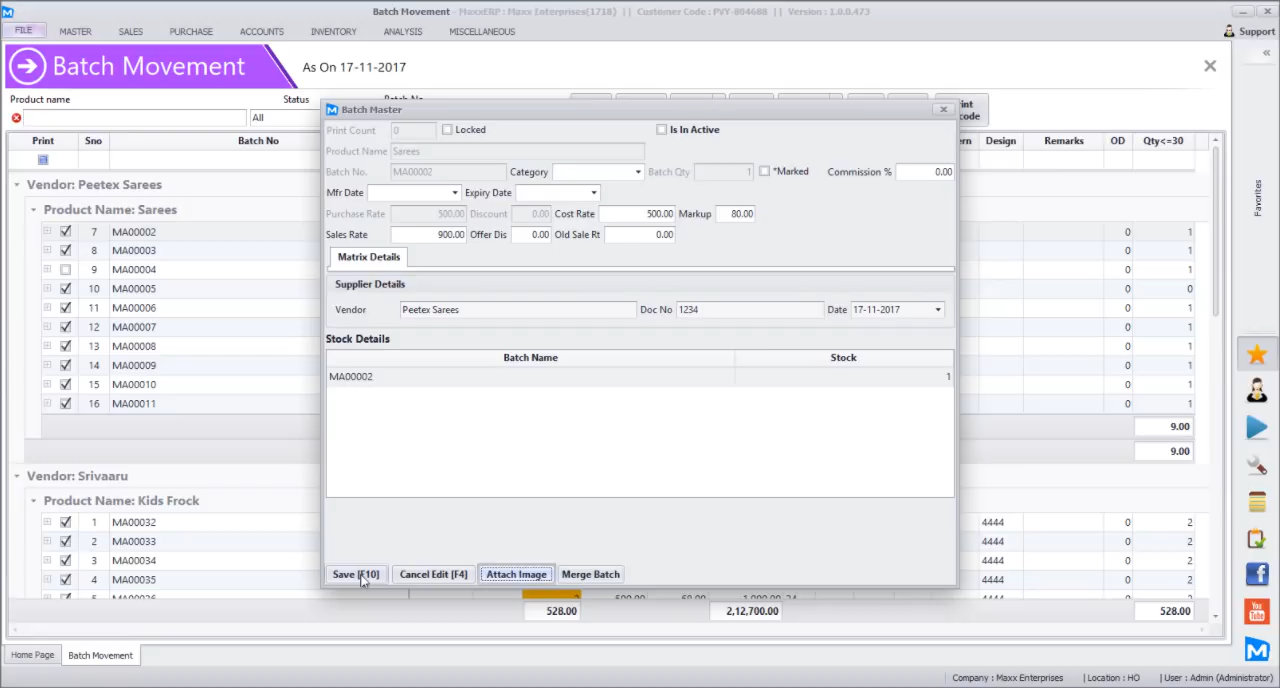 Batch Movement - MaxxERP : Maxx Enterprises[1718] || Customer Code : PVY-804668 || Version : 1.0.0.473
FILE MASTER SALES PURCHASE ACCOUNTS INVENTORY ANALYSIS MISCELLANEOUS Support
Batch Movement As On 17-11-2017
Product name Status Batch No
All
Print Sno Batch No Design Remarks OD Qty<=30
Vendor: Peetex Sarees
Product Name: Sarees
7 MA00002 0 1
8 MA00003 0 1
9 MA00004 0 1
10 MA00005 0 0
11 MA00006 0 1
12 MA00007 0 1
13 MA00008 0 1
14 MA00009 0 1
15 MA00010 0 1
16 MA00011 0 1
9.00
9.00
Vendor: Srivaaru
Product Name: Kids Frock
1 MA00032 4444 0 2
2 MA00033 4444 0 2
3 MA00034 4444 0 2
4 MA00035 4444 0 2
528.00 2,12,700.00 528.00
Batch Master
Print Count 0 Locked Is In Active
Product Name Sarees
Batch No. MA00002 Category Batch Qty 1 *Marked Commission % 0.00
Mfr Date Expiry Date
Purchase Rate 500.00 Discount 0.00 Cost Rate 500.00 Markup 80.00
Sales Rate 900.00 Offer Dis 0.00 Old Sale Rt 0.00
Matrix Details
Supplier Details
Vendor Peetex Sarees Doc No 1234 Date 17-11-2017
Stock Details
Batch Name Stock
MA00002 1
Save [F10] Cancel Edit [F4] Attach Image Merge Batch
Favorites
You
Tube
Home Page Batch Movement
Company : Maxx Enterprises | Location : HO | User : Admin (Administrator)